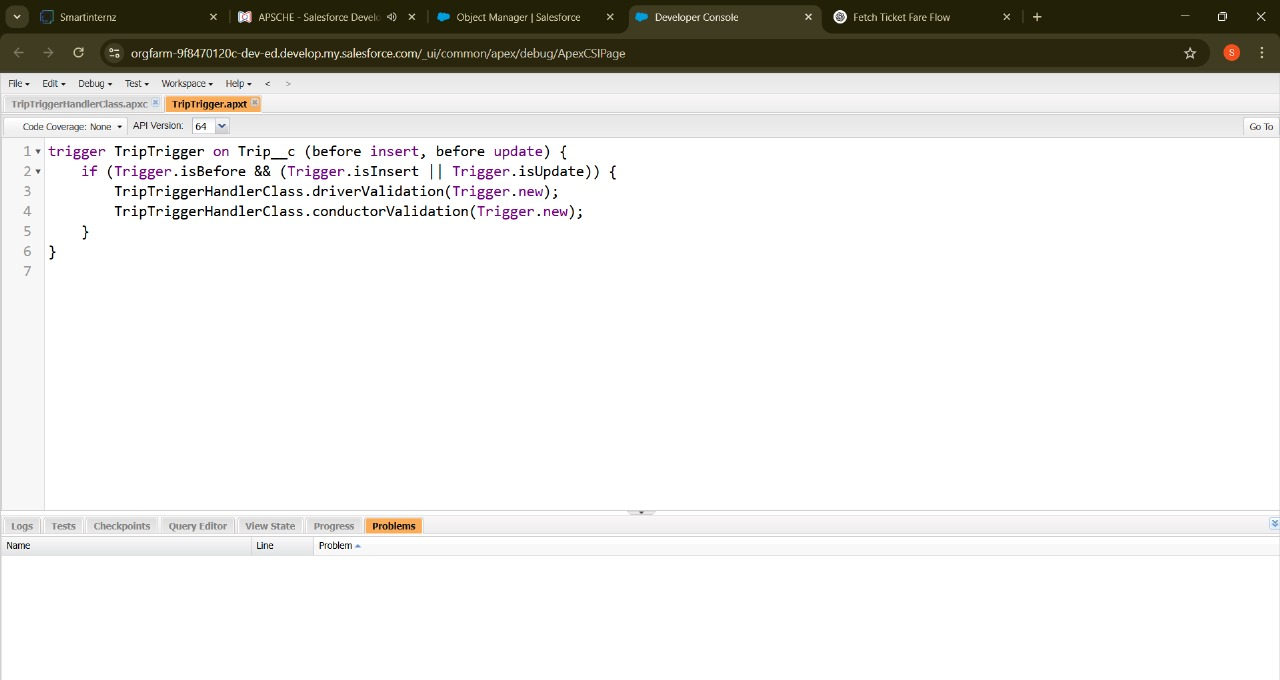 Smartinternz
APSCHE - Salesforce Develo
Object Manager | Salesforce
Developer Console
Fetch Ticket Fare Flow
orgfarm-9f8470120c-dev-ed.develop.my.salesforce.com/_ui/common/apex/debug/ApexCSIPage
S
File Edit Debug Test Workspace Help < >
TripTriggerHandlerClass.apxc TripTrigger.apxt
Code Coverage: None API Version: 64 Go To
1 trigger TripTrigger on Trip__c (before insert, before update) {
2 if (Trigger.isBefore && (Trigger.isInsert || Trigger.isUpdate)) {
3 TripTriggerHandlerClass.driverValidation(Trigger.new);
4 TripTriggerHandlerClass.conductorValidation(Trigger.new);
5 }
6 }
7
Logs Tests Checkpoints Query Editor View State Progress Problems
Name Line Problem